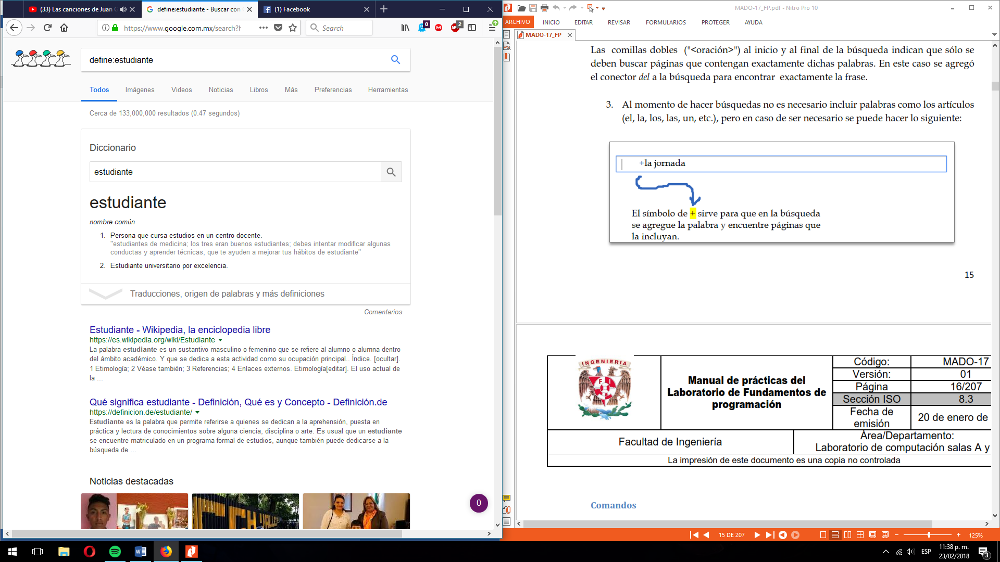 (33) Las canciones de Juan G
define:estudiante - Buscar con G
(1) Facebook
https://www.google.com.mx/search?h
Search
0
2
define:estudiante
Todos
Imágenes
Videos
Noticias
Libros
Más
Preferencias
Herramientas
Cerca de 133,000,000 resultados (0.47 segundos)
Diccionario
estudiante
estudiante
nombre común
1. Persona que cursa estudios en un centro docente.
"estudiantes de medicina; los tres eran buenos estudiantes; debes intentar modificar algunas
conductas y aprender técnicas, que te ayuden a mejorar tus hábitos de estudiante"
2. Estudiante universitario por excelencia.
Traducciones, origen de palabras y más definiciones
Comentarios
Estudiante - Wikipedia, la enciclopedia libre
https://es.wikipedia.org/wiki/Estudiante
La palabra estudiante es un sustantivo masculino o femenino que se refiere al alumno o alumna dentro
del ámbito académico. Y que se dedica a esta actividad como su ocupación principal.. Índice. [ocultar].
1 Etimología; 2 Véase también; 3 Referencias; 4 Enlaces externos. Etimología[editar]. El uso actual de
la ...
Qué significa estudiante - Definición, Qué es y Concepto - Definición.de
https://definicion.de/estudiante/
Estudiante es la palabra que permite referirse a quienes se dedican a la aprehensión, puesta en
práctica y lectura de conocimientos sobre alguna ciencia, disciplina o arte. Es usual que un estudiante
se encuentre matriculado en un programa formal de estudios, aunque también puede dedicarse a la
búsqueda de ...
Noticias destacadas
0
MADO-17_FP.pdf - Nitro Pro 10
ARCHIVO
INICIO
EDITAR
REVISAR
FORMULARIOS
PROTEGER
AYUDA
MADO-17_FP
Las comillas dobles ("<oración>") al inicio y al final de la búsqueda indican que sólo se
deben buscar páginas que contengan exactamente dichas palabras. En este caso se agregó
el conector del a la búsqueda para encontrar exactamente la frase.
3. Al momento de hacer búsquedas no es necesario incluir palabras como los artículos
(el, la, los, las, un, etc.), pero en caso de ser necesario se puede hacer lo siguiente:
+la jornada
El símbolo de + sirve para que en la búsqueda
se agregue la palabra y encuentre páginas que
la incluyan.
15
INGENIERIA
F I
Manual de prácticas del
Laboratorio de Fundamentos de
programación
Código:
MADO-17
Versión:
01
Página
16/207
Sección ISO
8.3
Fecha de
emisión
20 de enero de
Facultad de Ingeniería
Área/Departamento:
Laboratorio de computación salas A y
La impresión de este documento es una copia no controlada
Comandos
15 DE 207
125%
ESP
11:38 p. m.
23/02/2018
3